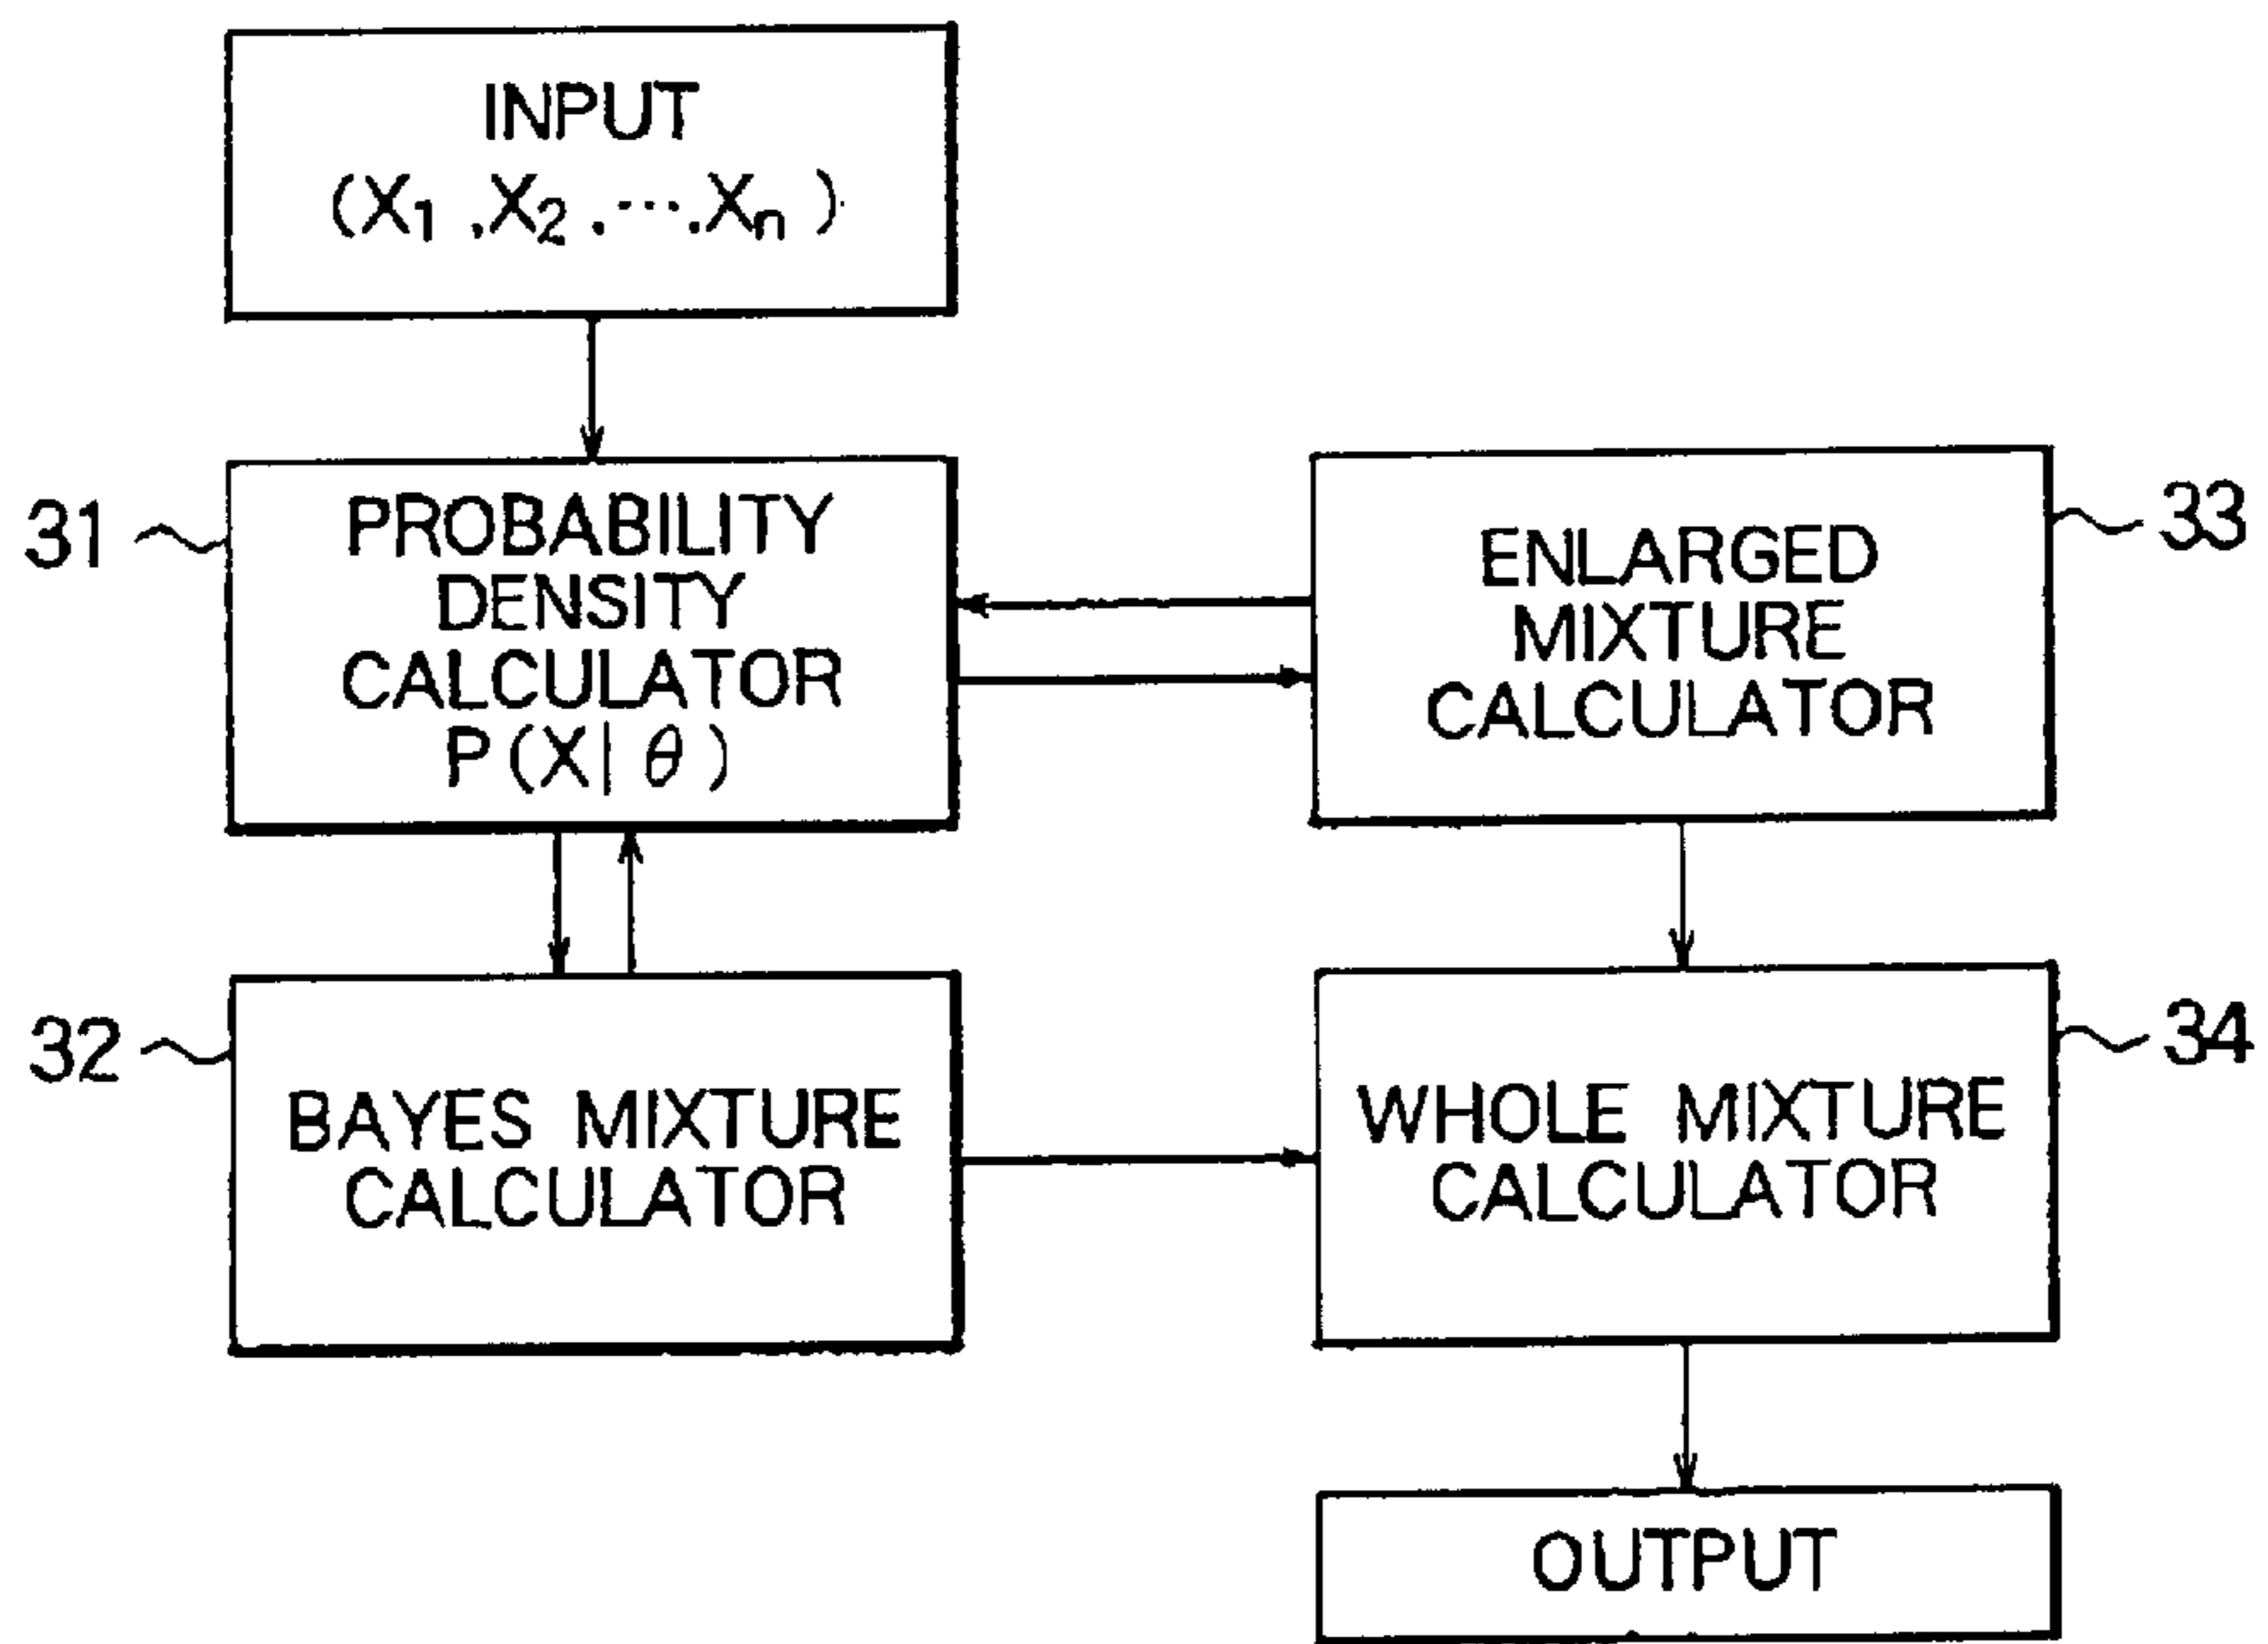 INPUT
(X1 ,X2 , ... ,Xn )
31
PROBABILITY
DENSITY
CALCULATOR
P(X| θ )
33
ENLARGED
MIXTURE
CALCULATOR
32
BAYES MIXTURE
CALCULATOR
34
WHOLE MIXTURE
CALCULATOR
OUTPUT